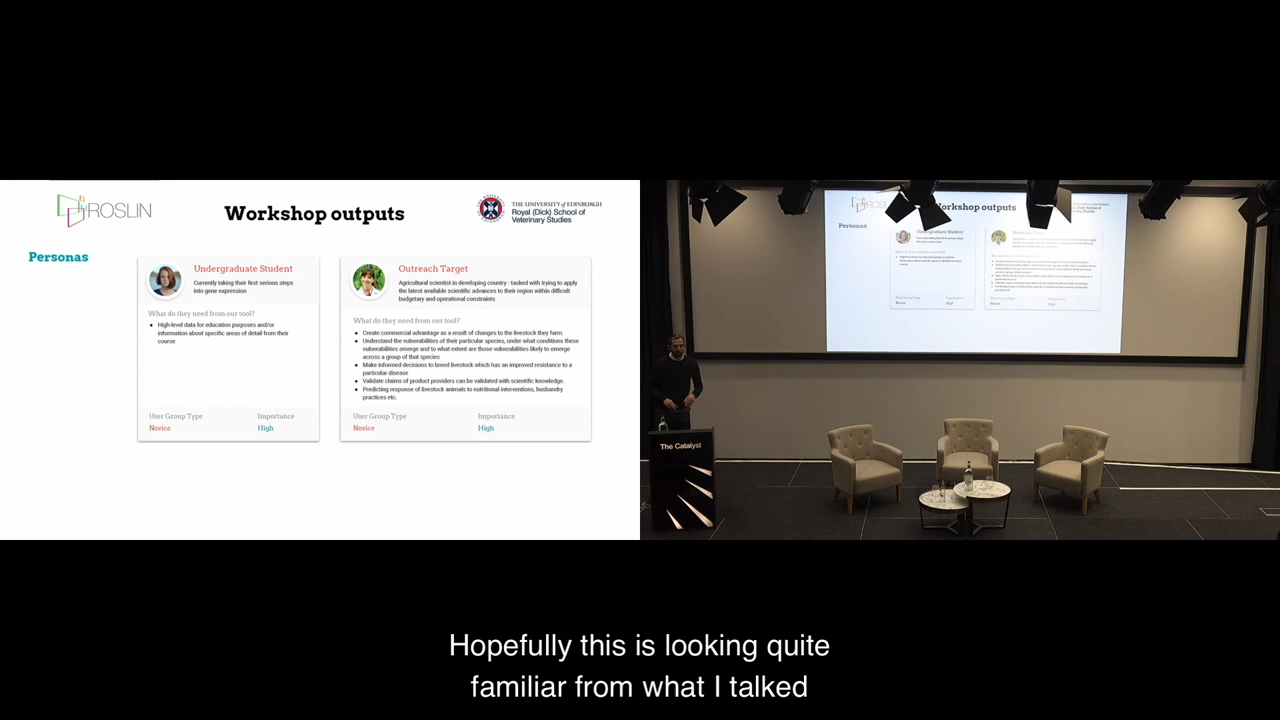 ROSLIN
Workshop outputs
THE UNIVERSITY of EDINBURGH
Royal (Dick) School of
Veterinary Studies
Personas
Undergraduate Student
Currently taking their first serious steps
into gene expression
What do they need from our tool?
● High level data for education purposes and/or
information about specific areas of detail from their
course
User Group Type
Importance
Novice
High
Outreach Target
Agricultural scientist in developing country - tasked with trying to apply
the latest available scientific advances to their region within difficult
budgetary and operational constraints
What do they need from our tool?
● Create commercial advantage as a result of changes to the livestock they farm.
● Understand the vulnerabilities of their particular species, under what conditions these
vulnerabilities emerge and to what extent are those vulnerabilities likely to emerge
across a group of that species
● Make informed decisions to breed livestock which has an improved resistance to a
particular disease
● Validate claims of product providers can be validated with scientific knowledge.
● Predicting response of livestock animals to nutritional interventions, husbandry
practices etc.
User Group Type
Importance
Novice
High
Workshop outputs
Personas
Undergraduate Student
The Catalyst
Hopefully this is looking quite
familiar from what I talked